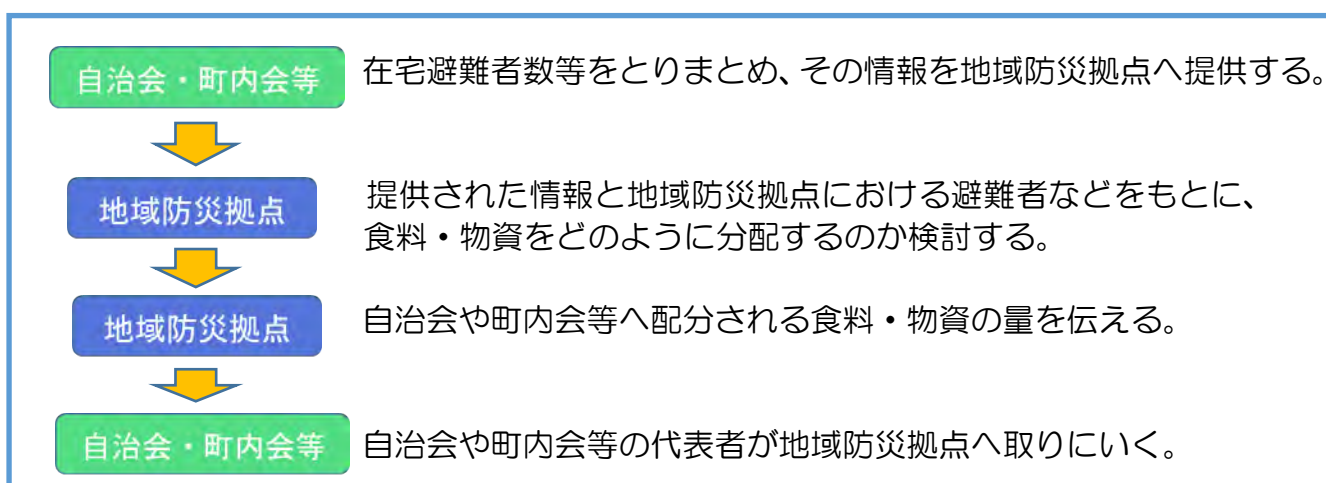 自治会・町内会等
在宅避難者数等をとりまとめ、その情報を地域防災拠点へ提供する。
地域防災拠点
提供された情報と地域防災拠点における避難者などをもとに、
食料・物資をどのように分配するのか検討する。
地域防災拠点
自治会や町内会等へ配分される食料・物資の量を伝える。
自治会・町内会等
自治会や町内会等の代表者が地域防災拠点へ取りにいく。